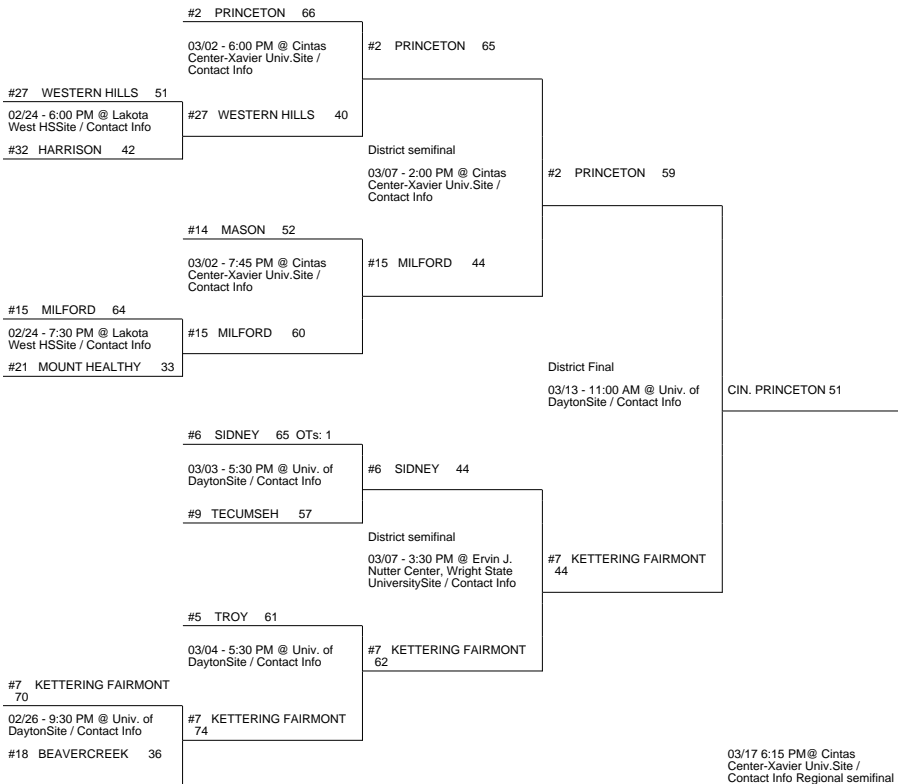 #2 PRINCETON 66
03/02 - 6:00 PM @ Cintas
Center-Xavier Univ.Site /
Contact Info
#2 PRINCETON 65
#27 WESTERN HILLS 51
02/24 - 6:00 PM @ Lakota
West HSSite / Contact Info
#27 WESTERN HILLS 40
#32 HARRISON 42
District semifinal
03/07 - 2:00 PM @ Cintas
Center-Xavier Univ.Site /
Contact Info
#2 PRINCETON 59
#14 MASON 52
03/02 - 7:45 PM @ Cintas
Center-Xavier Univ.Site /
Contact Info
#15 MILFORD 44
#15 MILFORD 64
02/24 - 7:30 PM @ Lakota
West HSSite / Contact Info
#15 MILFORD 60
#21 MOUNT HEALTHY 33
District Final
03/13 - 11:00 AM @ Univ. of
DaytonSite / Contact Info
CIN. PRINCETON 51
#6 SIDNEY 65 OTs: 1
03/03 - 5:30 PM @ Univ. of
DaytonSite / Contact Info
#6 SIDNEY 44
#9 TECUMSEH 57
District semifinal
03/07 - 3:30 PM @ Ervin J.
Nutter Center, Wright State
UniversitySite / Contact Info
#7 KETTERING FAIRMONT
44
#5 TROY 61
03/04 - 5:30 PM @ Univ. of
DaytonSite / Contact Info
#7 KETTERING FAIRMONT
62
#7 KETTERING FAIRMONT
70
02/26 - 9:30 PM @ Univ. of
DaytonSite / Contact Info
#7 KETTERING FAIRMONT
74
#18 BEAVERCREEK 36
03/17 6:15 PM@ Cintas
Center-Xavier Univ.Site /
Contact Info Regional semifinal